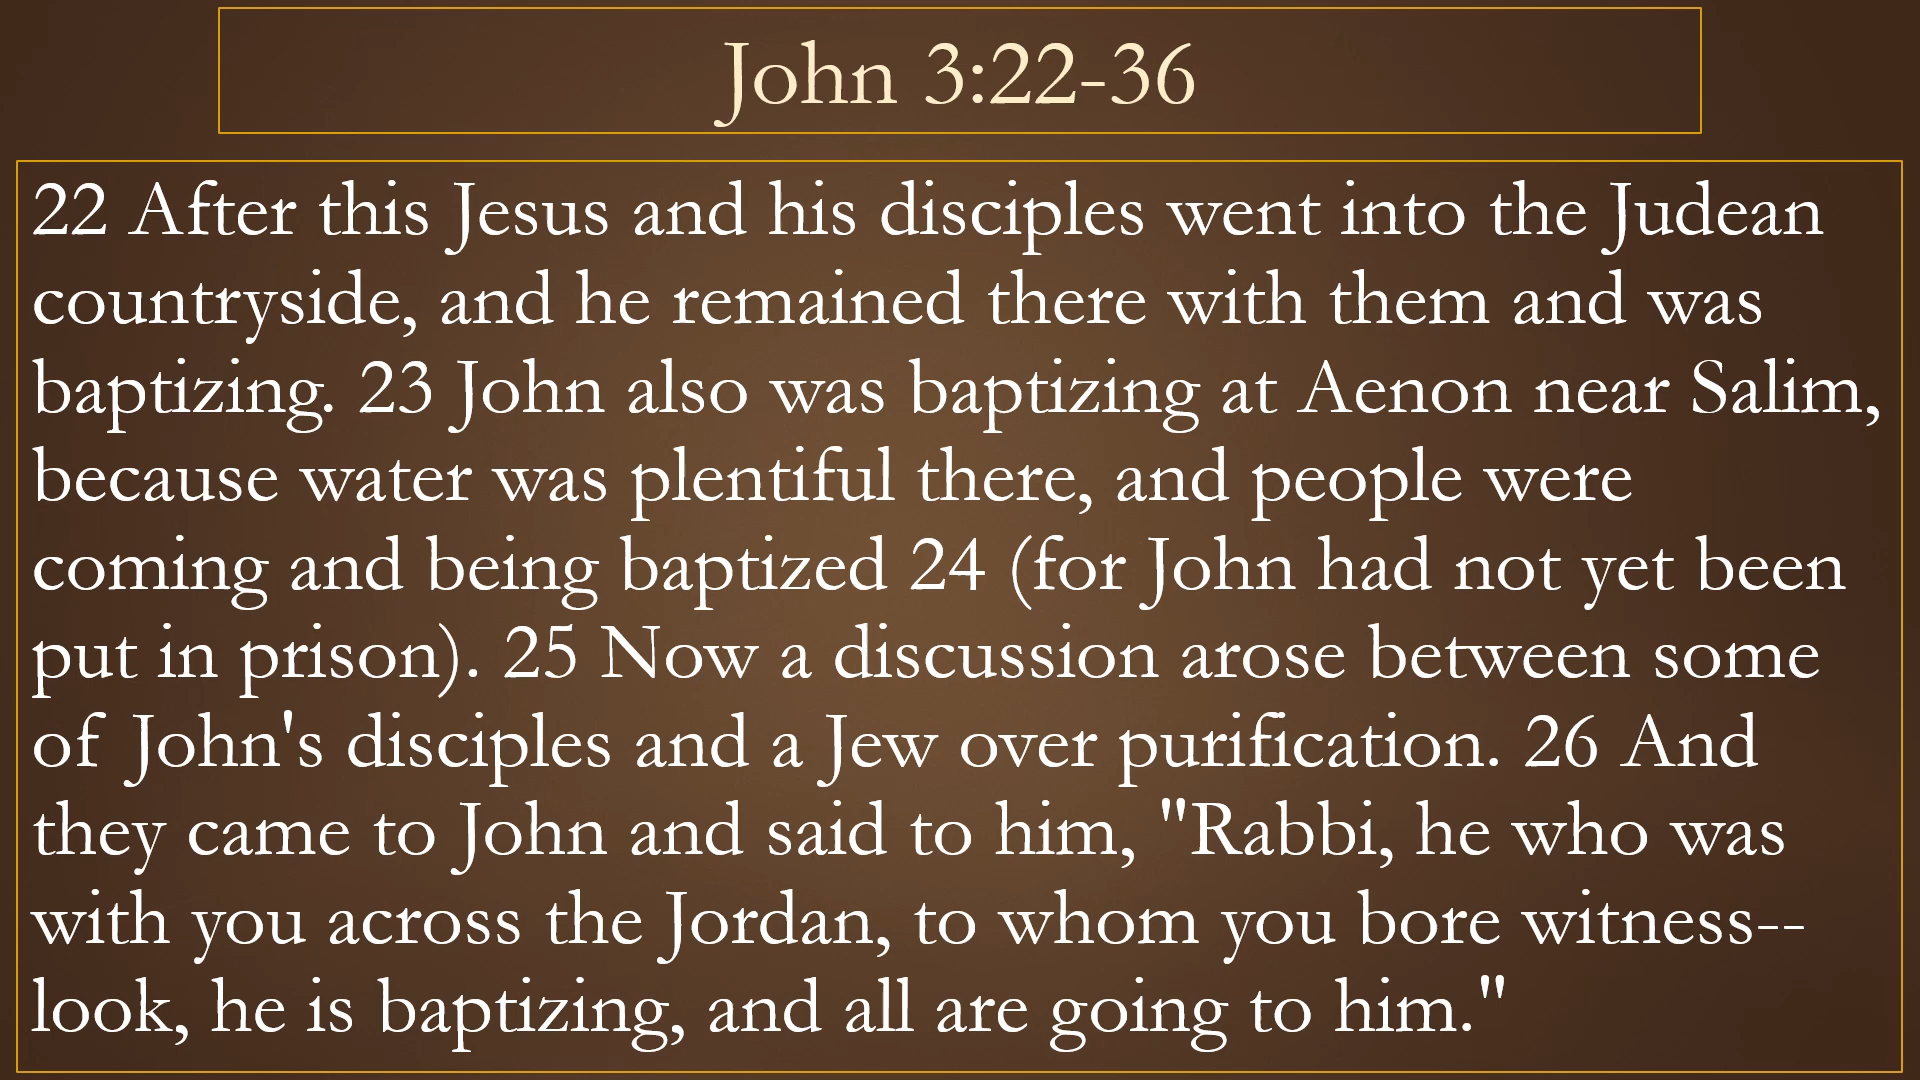 John 3:22-36
22 After this Jesus and his disciples went into the Judean
countryside, and he remained there with them and was
baptizing. 23 John also was baptizing at Aenon near Salim,
because water was plentiful there, and people were
coming and being baptized 24 (for John had not yet been
put in prison). 25 Now a discussion arose between some
of John's disciples and a Jew over purification. 26 And
they came to John and said to him, "Rabbi, he who was
with you across the Jordan, to whom you bore witness--
look, he is baptizing, and all are going to him."